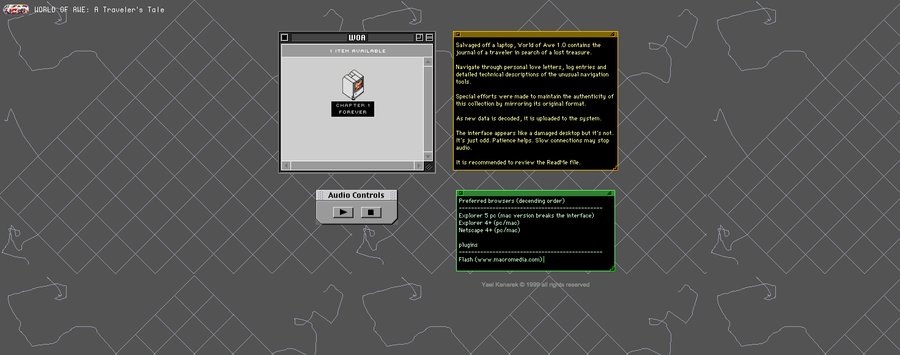 WORLD OF AWE: A Traveler's Tale
WOA
1 ITEM AVAILABLE
CHAPTER 1
FOREVER
Salvaged off a laptop, World of Awe 1.0 contains the
journal of a traveler in search of a lost treasure.
Navigate through personal love letters, log entries and
detailed technical descriptions of the unusual navigation
tools.
Special efforts were made to maintain the authenticity of
this collection by mirroring its original format.
As new data is decoded, it is uploaded to the system.
The interface appears like a damaged desktop but it's not.
It's just odd. Patience helps. Slow connections may stop
audio.
It is recommended to review the ReadMe file.
Audio Controls
Preferred browsers (decending order)
Explorer 5 pc (mac version breaks the interface)
Explorer 4+ (pc/mac)
Netscape 4+ (pc/mac)
plugins
Flash (www.macromedia.com)
Yael Kanarek © 1999 all rights reserved